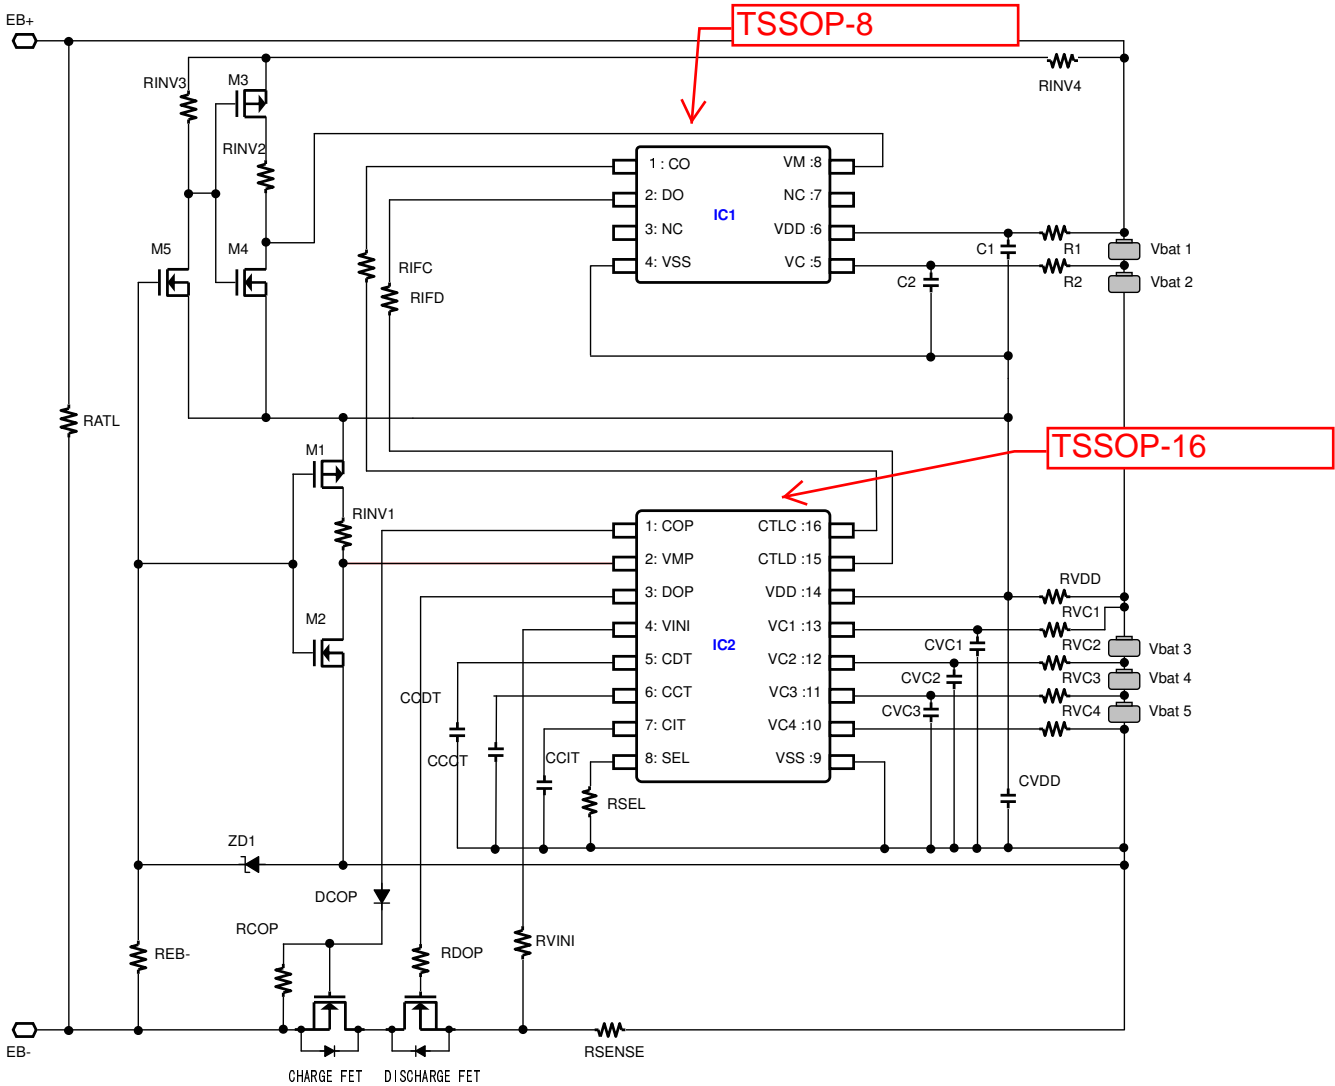 EB+
TSSOP-8
RINV3
M3
RINV4
RINV2
1 : CO
VM :8
2: DO
NC :7
IC1
3: NC
VDD :6
4: VSS
VC :5
M5
M4
C1
R1
Vbat 1
C2
R2
Vbat 2
RIFC
RIFD
RATL
TSSOP-16
M1
RINV1
1: COP
CTLC :16
2: VMP
CTLD :15
3: DOP
VDD :14
4: VINI
VC1 :13
IC2
5: CDT
VC2 :12
6: CCT
VC3 :11
7: CIT
VC4 :10
8: SEL
VSS :9
RVDD
RVC1
M2
CVC1
RVC2
Vbat 3
CVC2
RVC3
Vbat 4
CCDT
CVC3
RVC4
Vbat 5
CCCT
CCIT
CVDD
RSEL
ZD1
DCOP
RCOP
REB-
RDOP
RVINI
EB-
RSENSE
CHARGE FET
DISCHARGE FET